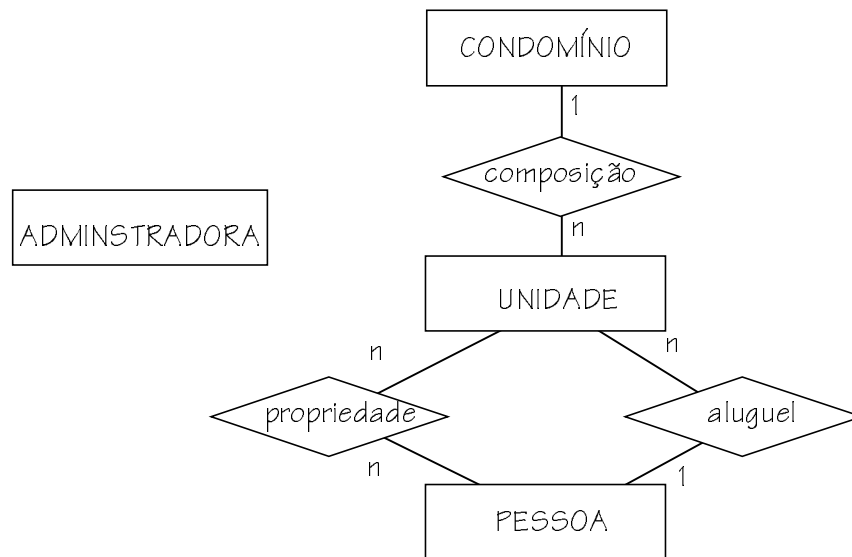 CONDOMÍNIO
1
composição
n
ADMINSTRADORA
UNIDADE
n
n
propriedade
aluguel
n
1
PESSOA